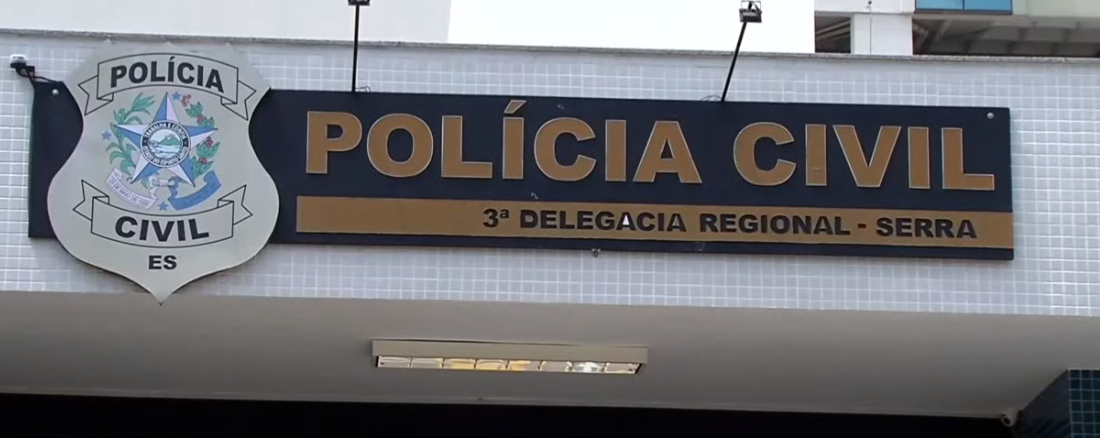 POLÍCIA
CIVIL
ES
POLÍCIA CIVIL
3ª DELEGACIA REGIONAL - SERRA